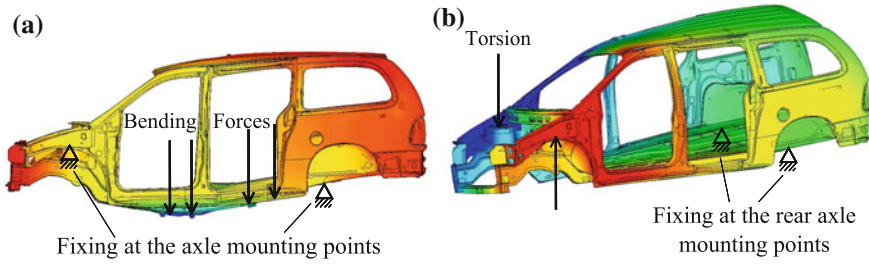 (a)
Bending Forces
Fixing at the axle mounting points
(b)
Torsion
Fixing at the rear axle
mounting points